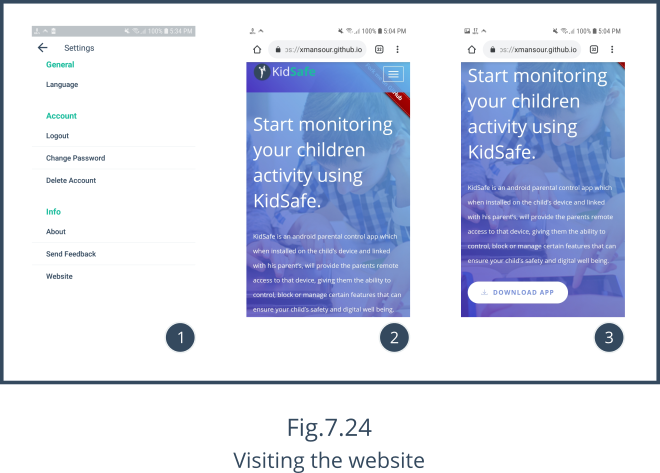 100% 5:34 PM
Settings
General
Language
Account
Logout
Change Password
Delete Account
Info
About
Send Feedback
Website
1
100% 5:04 PM
xmansour.github.io
KidSafe
Start monitoring
your children
activity using
KidSafe.
KidSafe is an android parental control app which
when installed on the child's device and linked
with his parent's, will provide the parents remote
access to that device, giving them the ability to
control, block or manage certain features that can
ensure your child's safety and digital well being.
2
100% 5:04 PM
xmansour.github.io
Start monitoring
your children
activity using
KidSafe.
KidSafe is an android parental control app which
when installed on the child's device and linked
with his parent's, will provide the parents remote
access to that device, giving them the ability to
control, block or manage certain features that can
ensure your child's safety and digital well being.
DOWNLOAD APP
3
Fig.7.24
Visiting the website